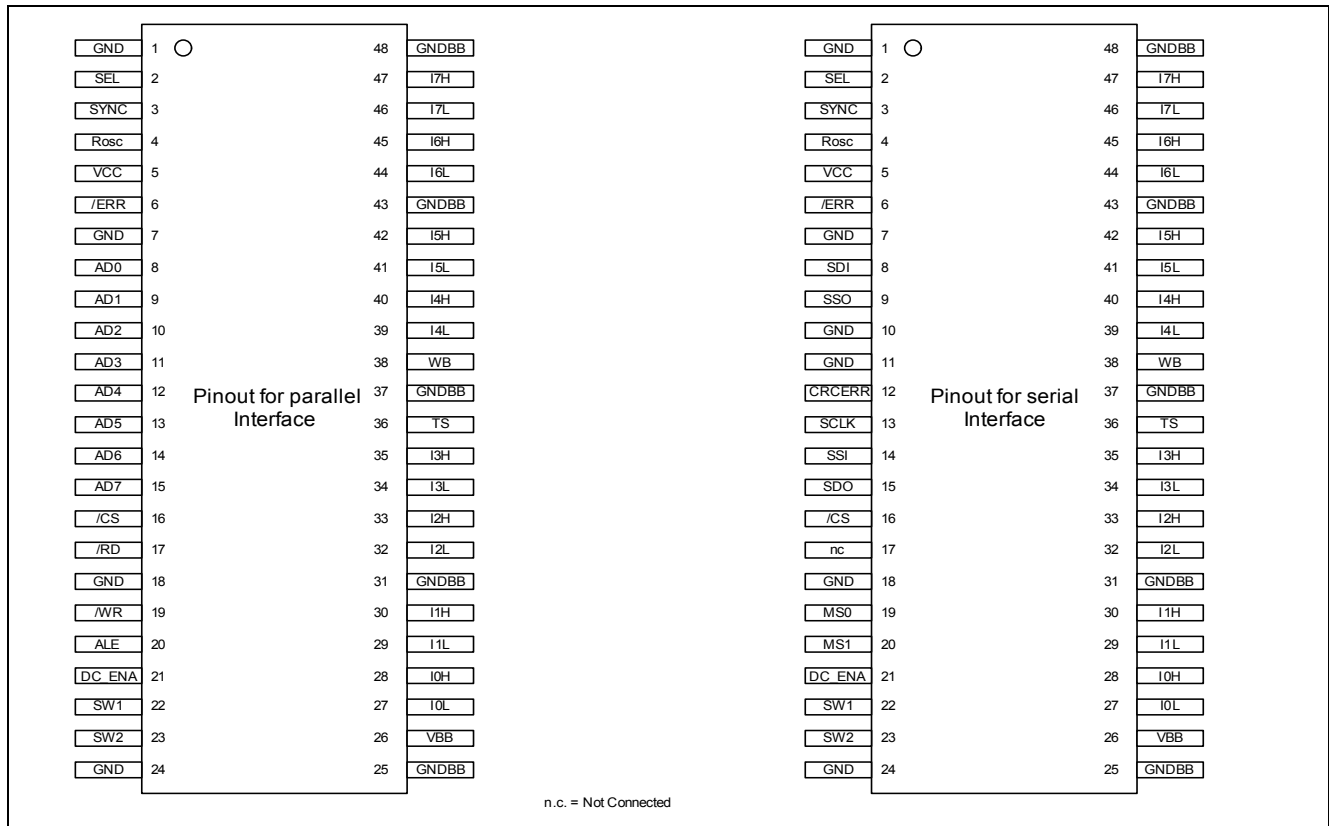 GND 1 48 GNDBB
SEL 2 47 I7H
SYNC 3 46 I7L
Rosc 4 45 I6H
VCC 5 44 I6L
/ERR 6 43 GNDBB
GND 7 42 I5H
AD0 8 41 I5L
AD1 9 40 I4H
AD2 10 39 I4L
AD3 11 38 WB
AD4 12 37 GNDBB
AD5 13 36 TS
AD6 14 35 I3H
AD7 15 34 I3L
/CS 16 33 I2H
/RD 17 32 I2L
GND 18 31 GNDBB
/WR 19 30 I1H
ALE 20 29 I1L
DC_ENA 21 28 I0H
SW1 22 27 I0L
SW2 23 26 VBB
GND 24 25 GNDBB
Pinout for parallel
Interface
GND 1 48 GNDBB
SEL 2 47 I7H
SYNC 3 46 I7L
Rosc 4 45 I6H
VCC 5 44 I6L
/ERR 6 43 GNDBB
GND 7 42 I5H
SDI 8 41 I5L
SSO 9 40 I4H
GND 10 39 I4L
GND 11 38 WB
CRCERR 12 37 GNDBB
SCLK 13 36 TS
SSI 14 35 I3H
SDO 15 34 I3L
/CS 16 33 I2H
nc 17 32 I2L
GND 18 31 GNDBB
MS0 19 30 I1H
MS1 20 29 I1L
DC_ENA 21 28 I0H
SW1 22 27 I0L
SW2 23 26 VBB
GND 24 25 GNDBB
Pinout for serial
Interface
n.c. = Not Connected